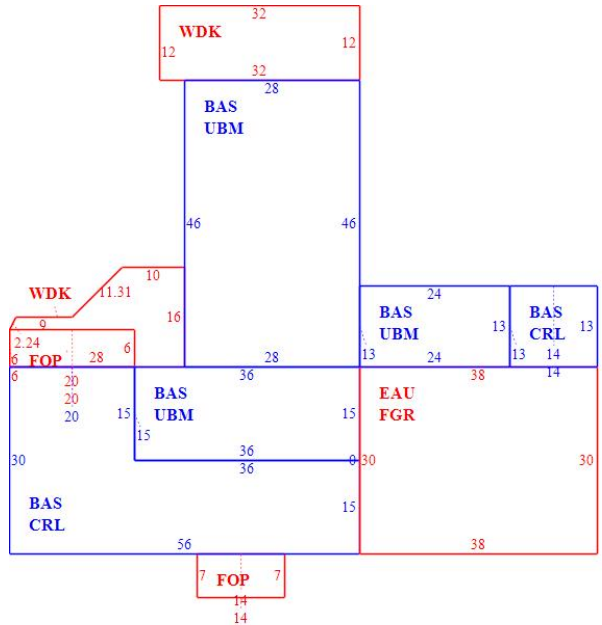 32
WDK
12 12
32
28
BAS
UBM
46 46
10
WDK 11.31
24
9 16 BAS BAS
2.24 6 UBM 13 CRL 13
FOP 13 13 14
6 28 28 24
6 20 36 38 14
20 15 BAS 15 EAU
20 UBM FGR
15
36
30 36 0 30 30
BAS
CRL 15
56 38
7 FOP 7
14
14